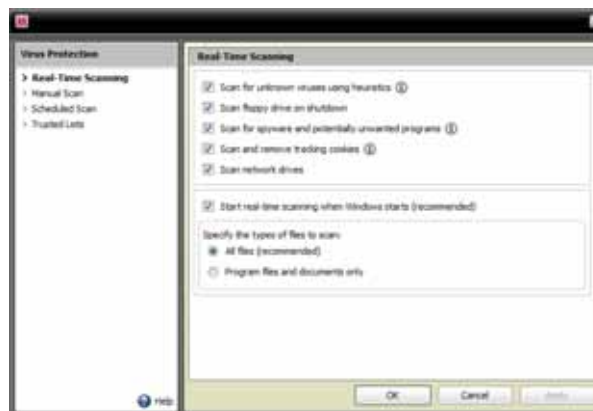 Virus Protection
> Real-Time Scanning
> Manual Scan
> Scheduled Scan
> Trusted Lists
Help
Real-Time Scanning
Scan for unknown viruses using heuristics
Scan floppy drive on shutdown
Scan for spyware and potentially unwanted programs
Scan and remove tracking cookies
Scan network drives
Start real-time scanning when Windows starts (recommended)
Specify the types of files to scan:
All files (recommended)
Program files and documents only
OK
Cancel
Apply